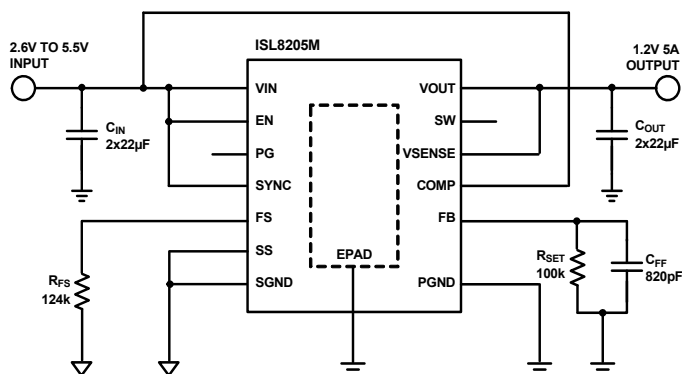 2.6V TO 5.5V
INPUT
ISL8205M
1.2V 5A
OUTPUT
VIN
VOUT
EN
SW
CIN
2x22µF
COUT
2x22µF
PG
VSENSE
SYNC
COMP
FS
FB
SS
EPAD
RFS
124k
RSET
100k
CFF
820pF
SGND
PGND